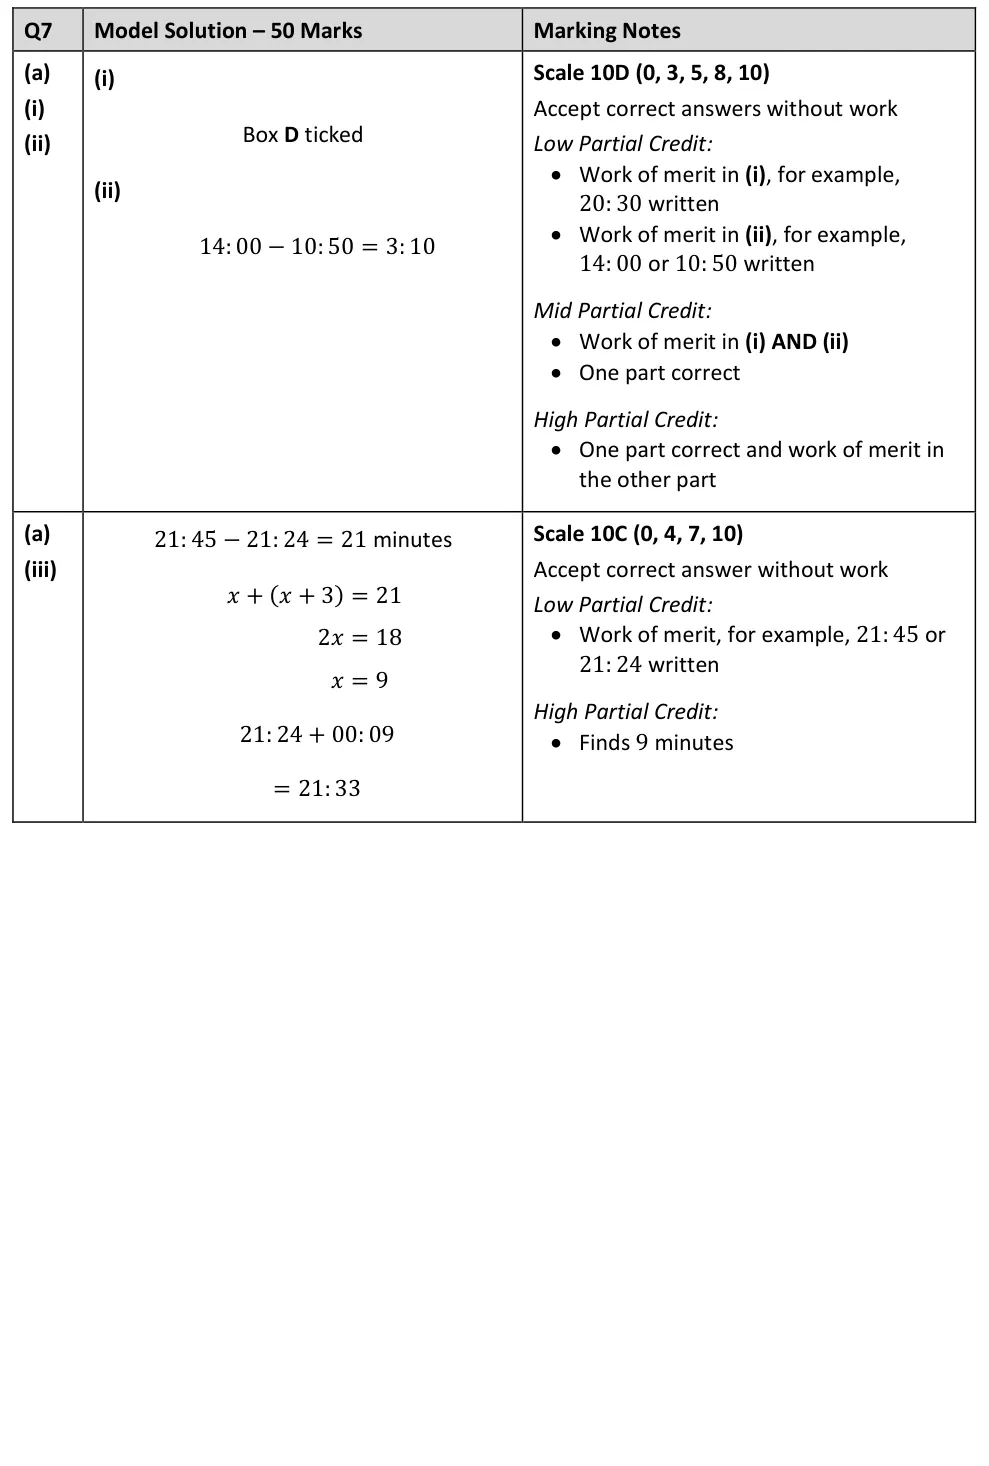 Q7 Model Solution – 50 Marks Marking Notes
(a)
(i)
(ii)
(i)
Box D ticked
(ii)
14: 00 − 10: 50 = 3: 10
Scale 10D (0, 3, 5, 8, 10)
Accept correct answers without work
Low Partial Credit:
• Work of merit in (i), for example,
20: 30 written
• Work of merit in (ii), for example,
14: 00 or 10: 50 written
Mid Partial Credit:
• Work of merit in (i) AND (ii)
• One part correct
High Partial Credit:
• One part correct and work of merit in
the other part
(a)
(iii)
21: 45 − 21: 24 = 21 minutes
x + (x + 3) = 21
2x = 18
x = 9
21: 24 + 00: 09
= 21: 33
Scale 10C (0, 4, 7, 10)
Accept correct answer without work
Low Partial Credit:
• Work of merit, for example, 21: 45 or
21: 24 written
High Partial Credit:
• Finds 9 minutes